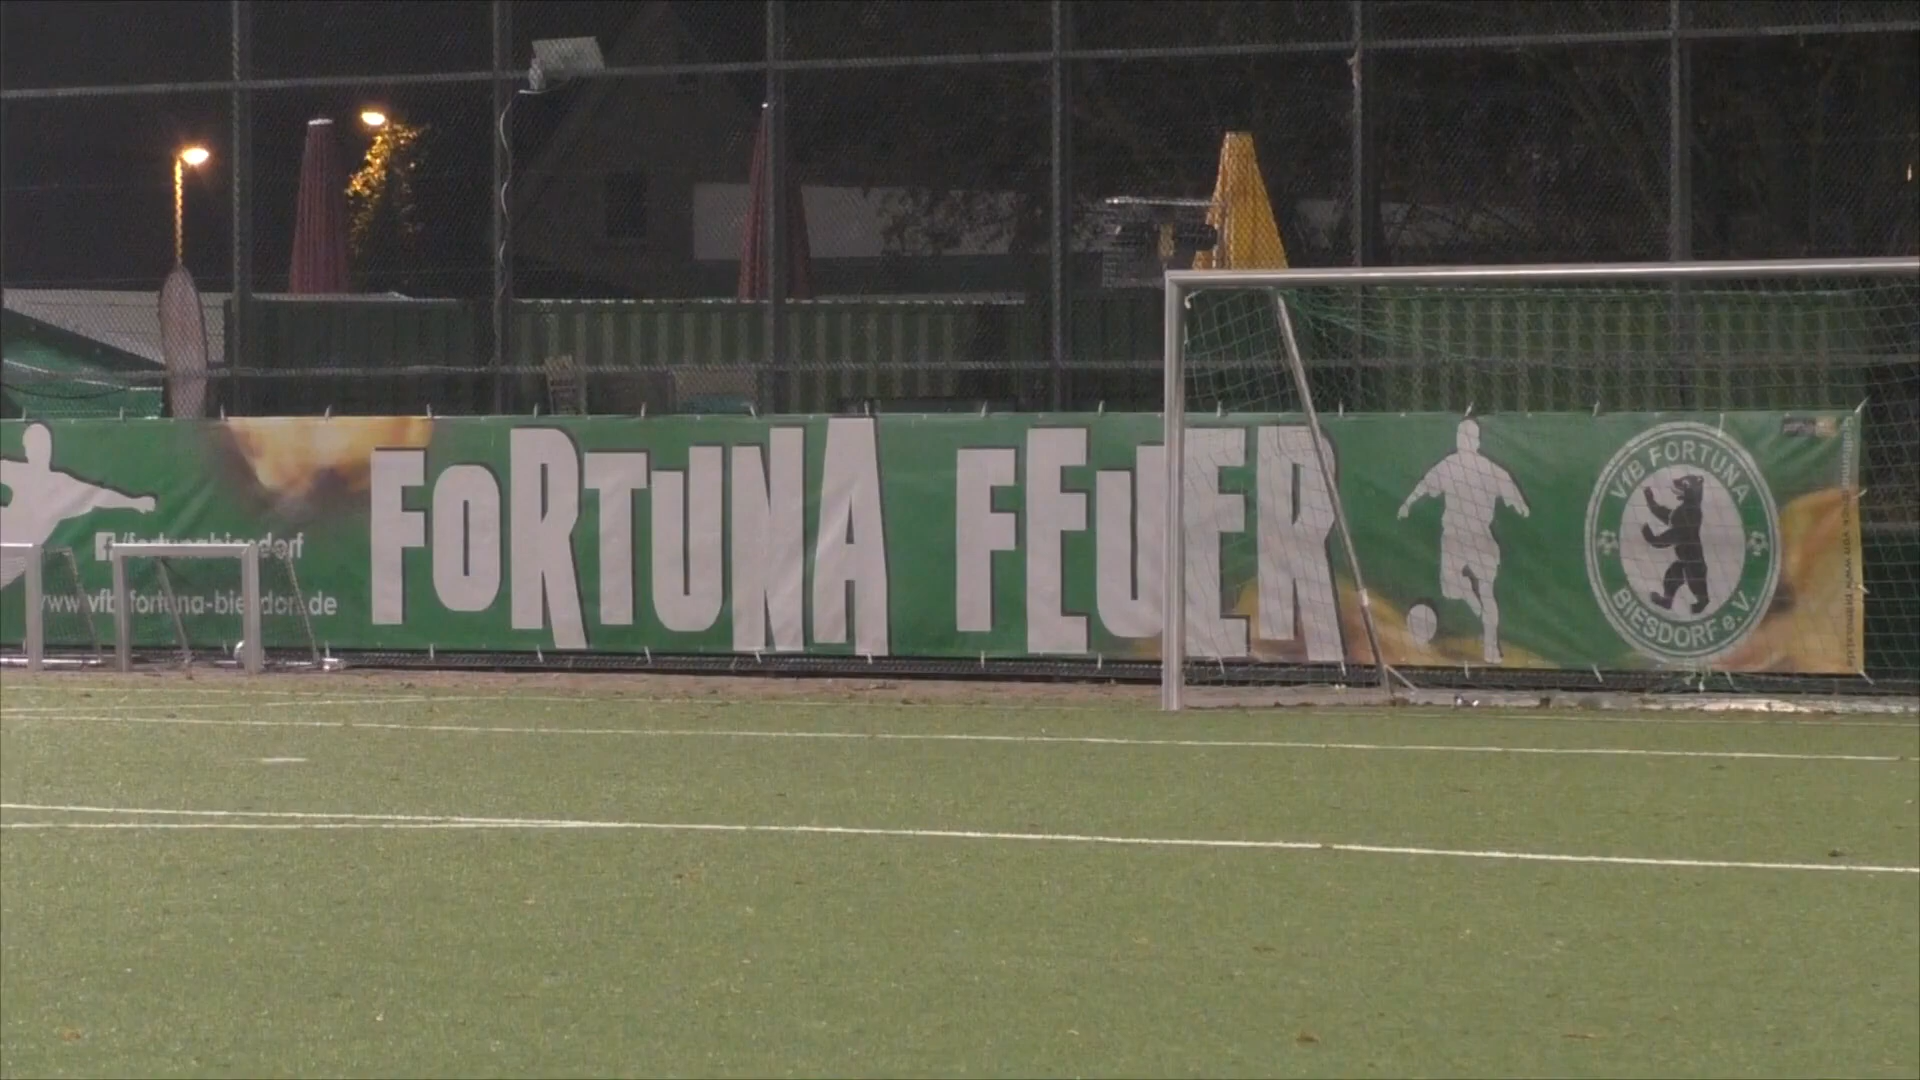 /fortunabiesdorf
www.vfb-fortuna-biesdorf.de
FORTUNA FEUER
VfB FORTUNA
BIESDORF e.V.